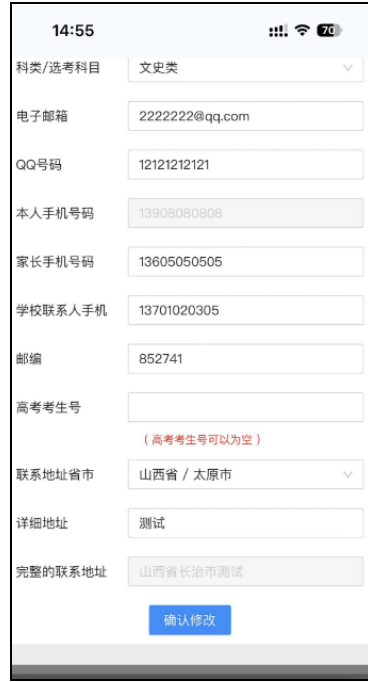 14:55
70
科类/选考科目 文史类
电子邮箱 2222222@qq.com
QQ号码 12121212121
本人手机号码 13908080808
家长手机号码 13605050505
学校联系人手机 13701020305
邮编 852741
高考考生号
（高考考生号可以为空）
联系地址省市 山西省 / 太原市
详细地址 测试
完整的联系地址 山西省长治市测试
确认修改